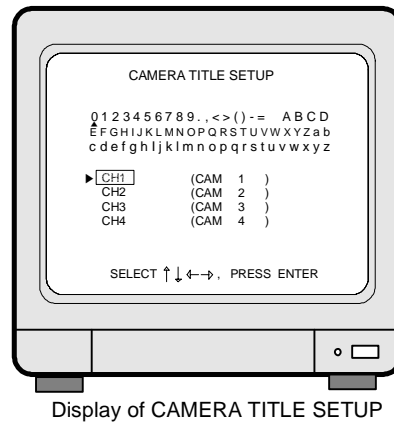 CAMERA TITLE SETUP
0 1 2 3 4 5 6 7 8 9 . , < > ( ) - = A B C D
E F G H I J K L M N O P Q R S T U V W X Y Z a b
c d e f g h I j k l m n o p q r s t u v w x y z
▶ CH1 (CAM 1 )
CH2 (CAM 2 )
CH3 (CAM 3 )
CH4 (CAM 4 )
SELECT ↑ ↓ ← → , PRESS ENTER
Display of CAMERA TITLE SETUP